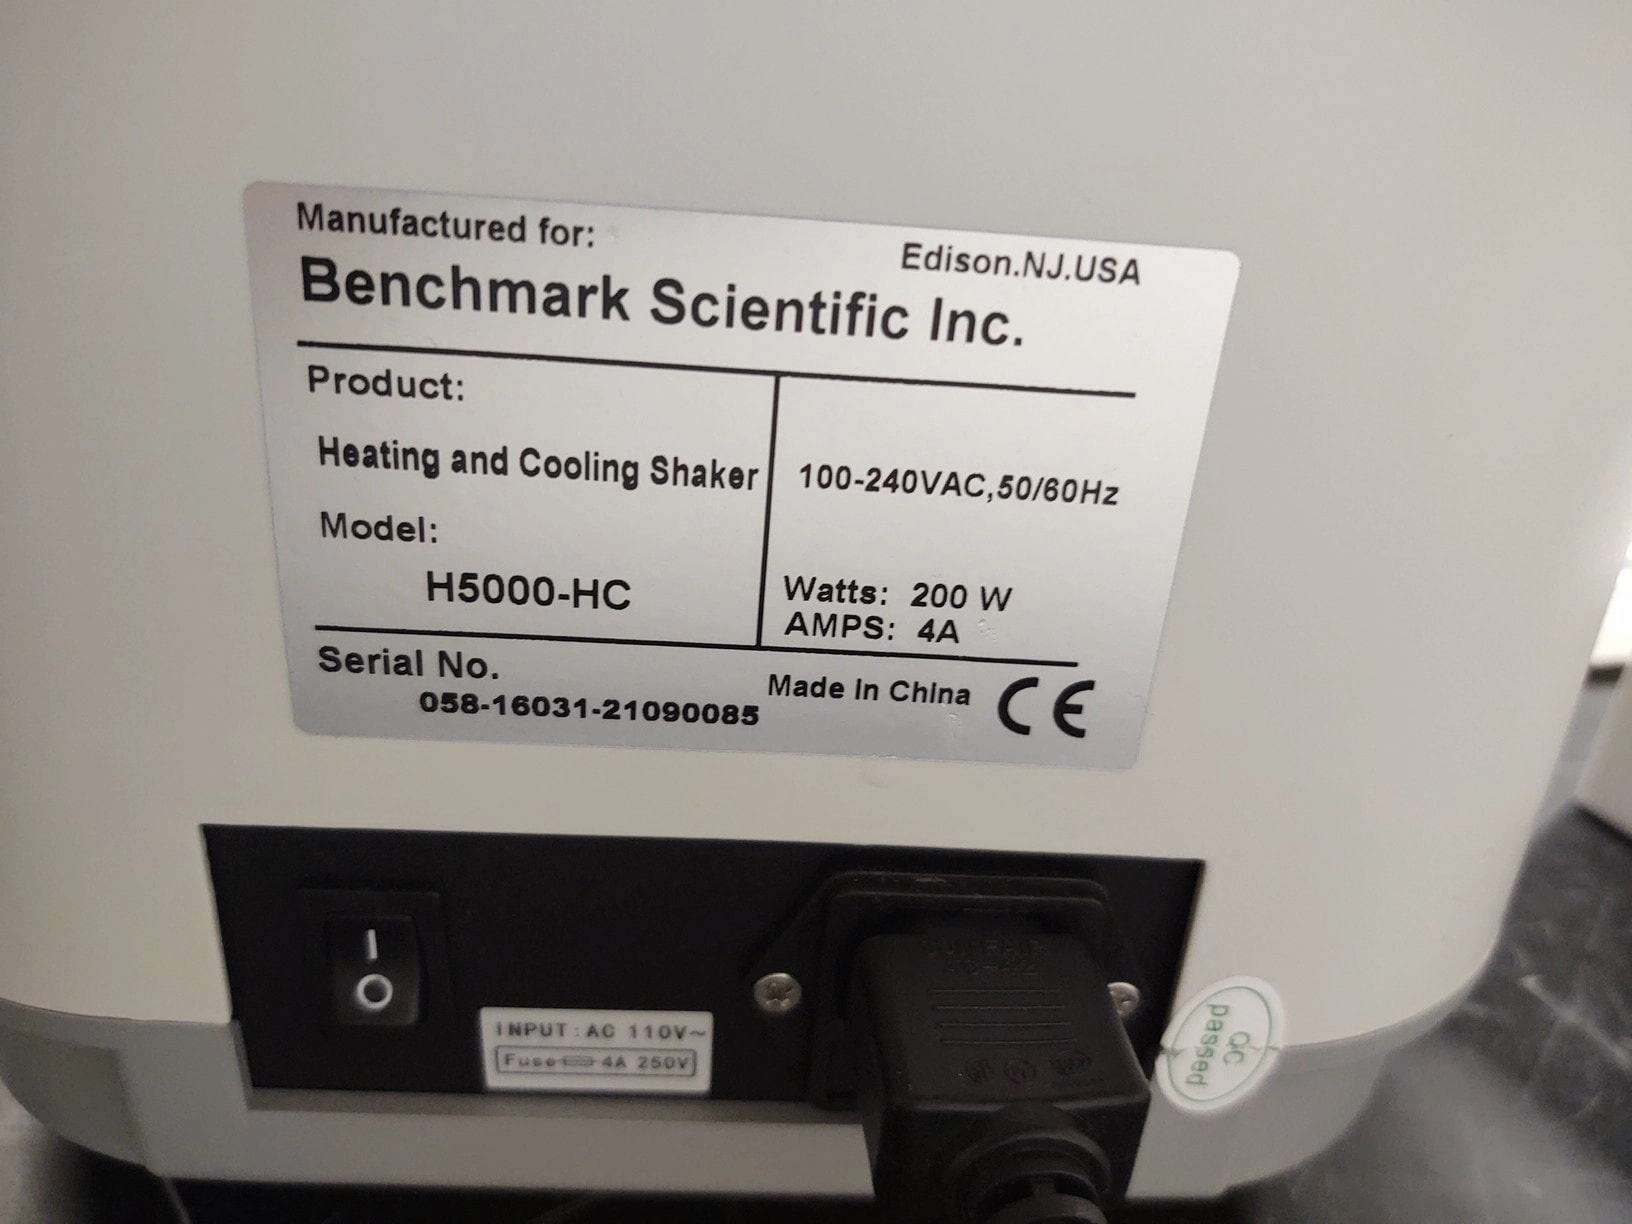 Manufactured for:
Edison.NJ.USA
Benchmark Scientific Inc.
Product:
Heating and Cooling Shaker
100-240VAC,50/60Hz
Model:
H5000-HC
Watts: 200 W
AMPS: 4A
Serial No.
058-16031-21090085
Made In China
CE
I
O
INPUT : AC 110V~
Fuse 4A 250V
QC
passed